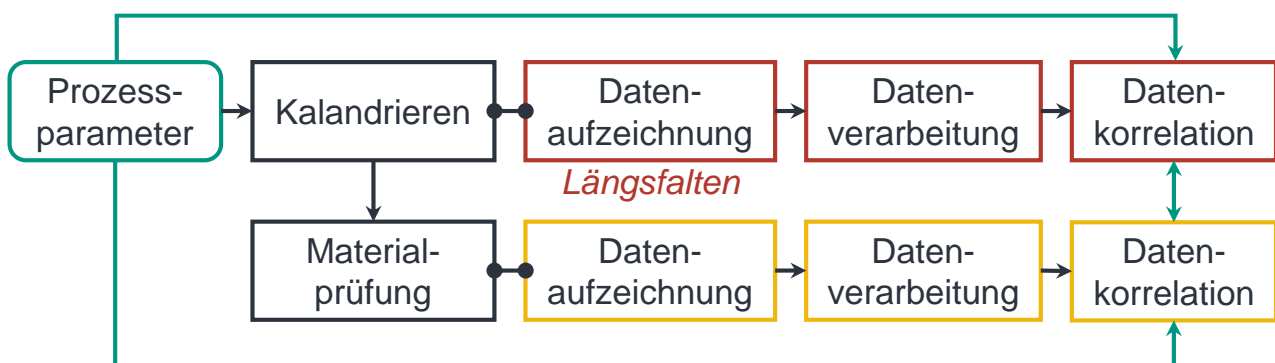 Prozess-
parameter
Kalandrieren
Daten-
aufzeichnung
Daten-
verarbeitung
Daten-
korrelation
Längsfalten
Material-
prüfung
Daten-
aufzeichnung
Daten-
verarbeitung
Daten-
korrelation